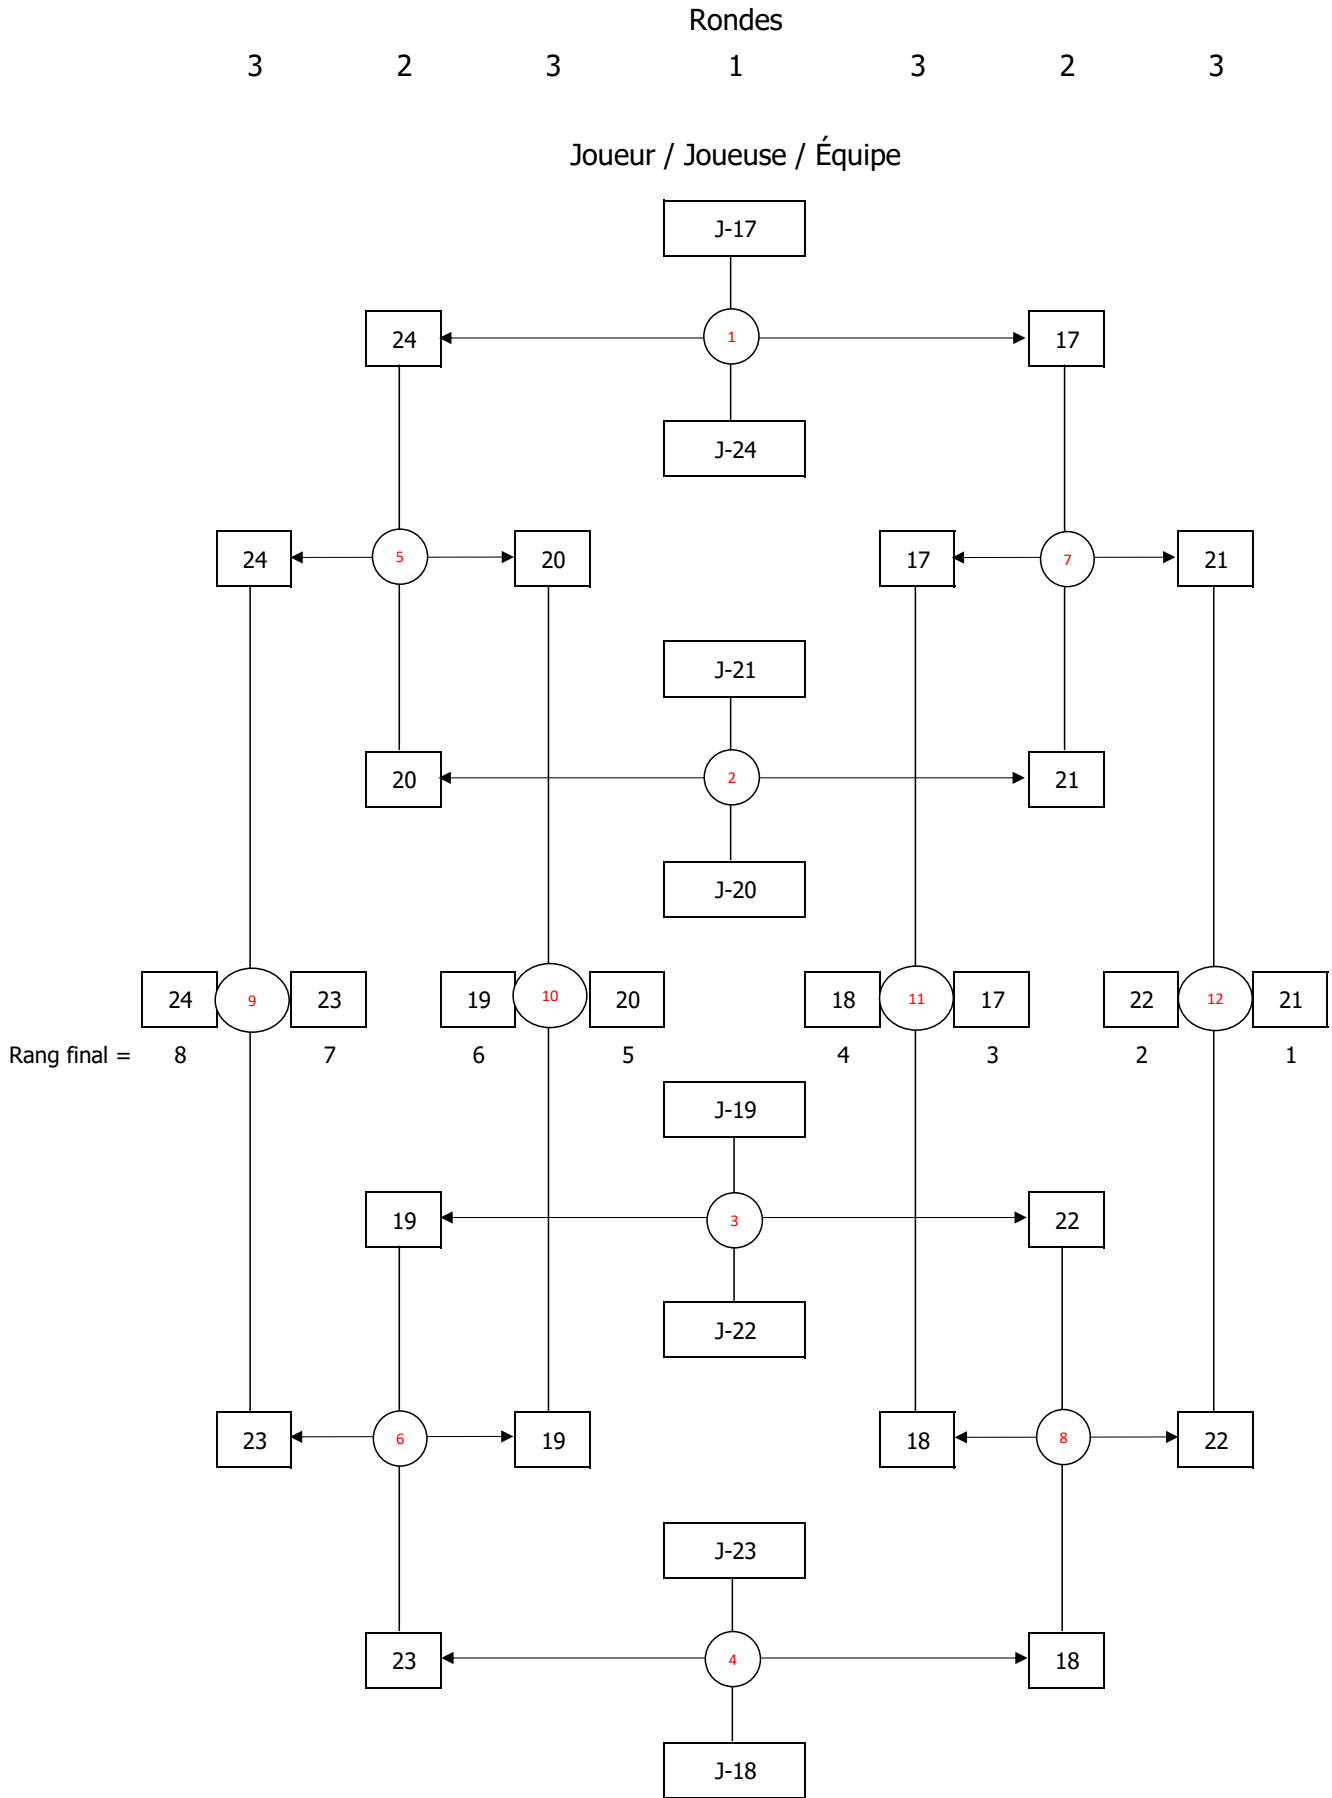 Rondes
3 2 3 1 3 2 3
Joueur / Joueuse / Équipe
J-17
24 1 17
J-24
24 5 20 17 7 21
J-21
20 2 21
J-20
24 9 23 19 10 20 18 11 17 22 12 21
Rang final = 8 7 6 5 4 3 2 1
J-19
19 3 22
J-22
23 6 19 18 8 22
J-23
23 4 18
J-18